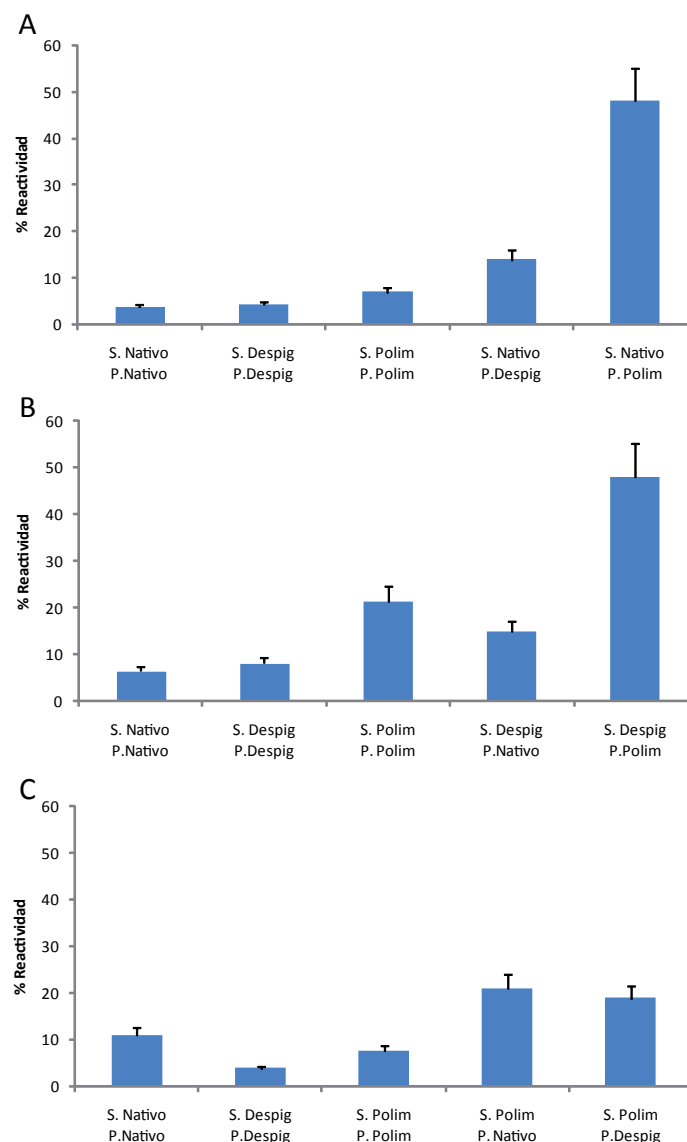 A
60
50
40
30
20
10
0
% Reactividad
S. Nativo S. Despig S. Polim S. Nativo S. Nativo
P.Nativo P.Despig P. Polim P.Despig P. Polim
B
60
50
40
30
20
10
0
% Reactividad
S. Nativo S. Despig S. Polim S. Despig S. Despig
P.Nativo P.Despig P. Polim P.Nativo P.Polim
C
60
50
40
30
20
10
0
% Reactividad
S. Nativo S. Despig S. Polim S. Polim S. Polim
P.Nativo P.Despig P. Polim P.Nativo P.Despig